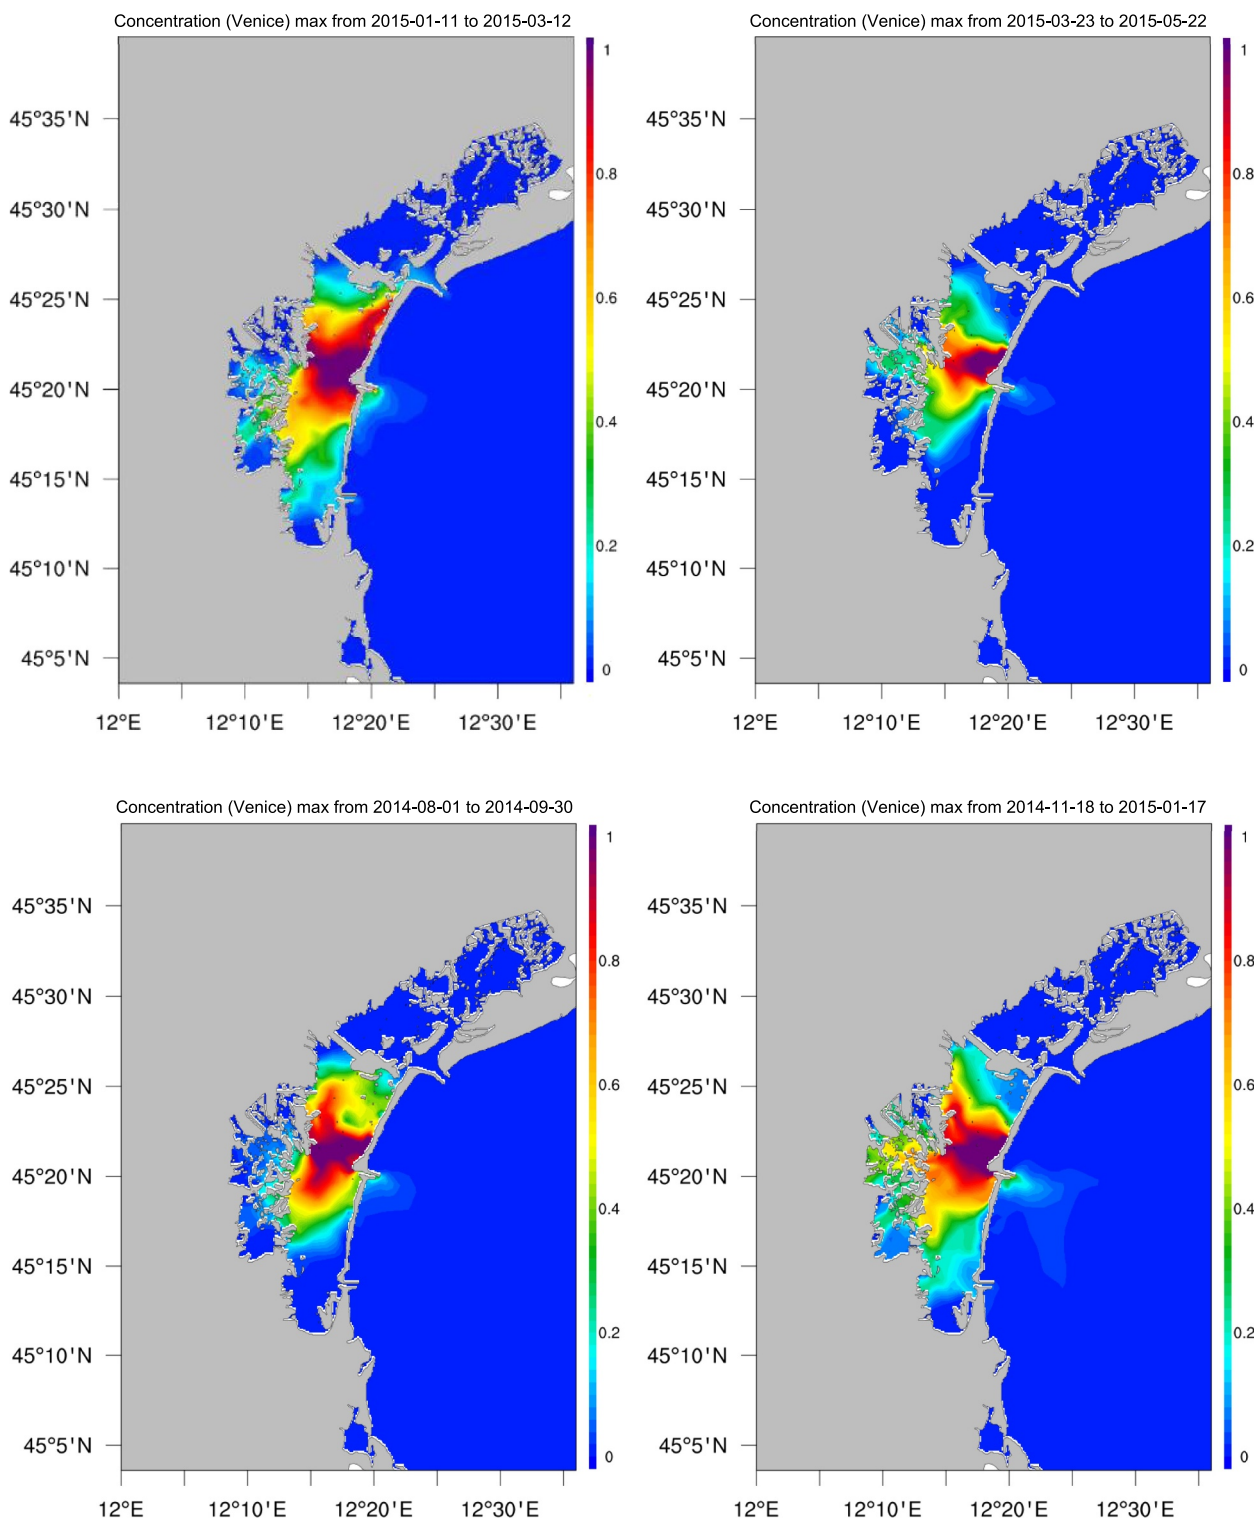 Concentration (Venice) max from 2015-01-11 to 2015-03-12
Concentration (Venice) max from 2015-03-23 to 2015-05-22
45°35'N
45°30'N
45°25'N
45°20'N
45°15'N
45°10'N
45°5'N
12°E
12°10'E
12°20'E
12°30'E
1
0.8
0.6
0.4
0.2
0
45°35'N
45°30'N
45°25'N
45°20'N
45°15'N
45°10'N
45°5'N
12°E
12°10'E
12°20'E
12°30'E
1
0.8
0.6
0.4
0.2
0
Concentration (Venice) max from 2014-08-01 to 2014-09-30
Concentration (Venice) max from 2014-11-18 to 2015-01-17
45°35'N
45°30'N
45°25'N
45°20'N
45°15'N
45°10'N
45°5'N
12°E
12°10'E
12°20'E
12°30'E
1
0.8
0.6
0.4
0.2
0
45°35'N
45°30'N
45°25'N
45°20'N
45°15'N
45°10'N
45°5'N
12°E
12°10'E
12°20'E
12°30'E
1
0.8
0.6
0.4
0.2
0